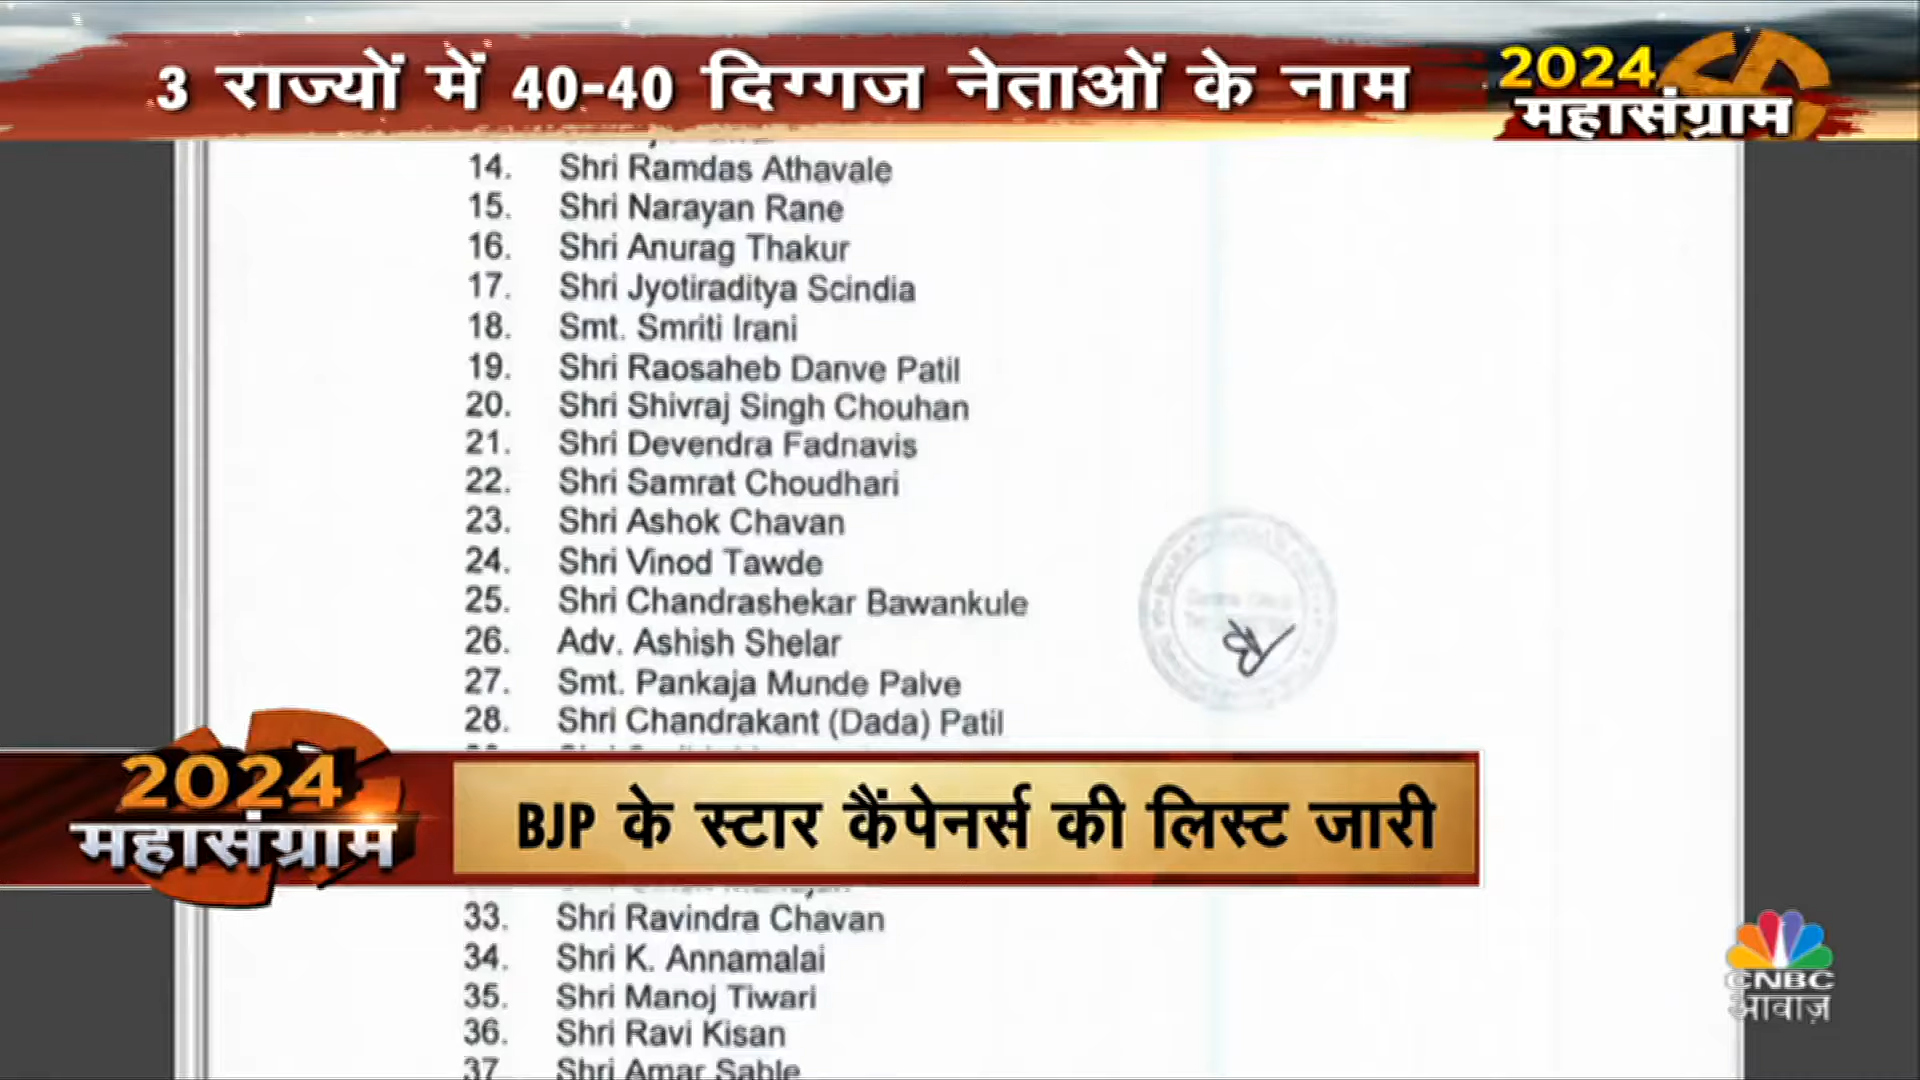 3 राज्यों में 40-40 दिग्गज नेताओं के नाम
2024
महासंग्राम
14. Shri Ramdas Athavale
15. Shri Narayan Rane
16. Shri Anurag Thakur
17. Shri Jyotiraditya Scindia
18. Smt. Smriti Irani
19. Shri Raosaheb Danve Patil
20. Shri Shivraj Singh Chouhan
21. Shri Devendra Fadnavis
22. Shri Samrat Choudhari
23. Shri Ashok Chavan
24. Shri Vinod Tawde
25. Shri Chandrashekar Bawankule
26. Adv. Ashish Shelar
27. Smt. Pankaja Munde Palve
28. Shri Chandrakant (Dada) Patil
2024
महासंग्राम
BJP के स्टार कैंपेनर्स की लिस्ट जारी
33. Shri Ravindra Chavan
34. Shri K. Annamalai
35. Shri Manoj Tiwari
36. Shri Ravi Kisan
37. Shri Amar Sable
CNBC
आवाज़